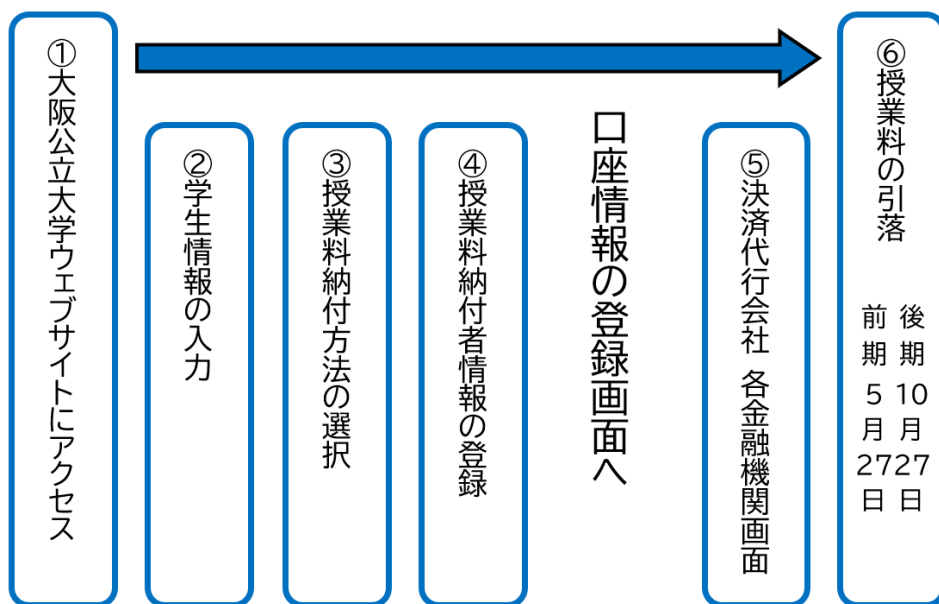 ①大阪公立大学ウェブサイトにアクセス
②学生情報の入力
③授業料納付方法の選択
④授業料納付者情報の登録
口座情報の登録画面へ
⑤決済代行会社 各金融機関画面
⑥授業料の引落
前期5月27日
後期10月27日